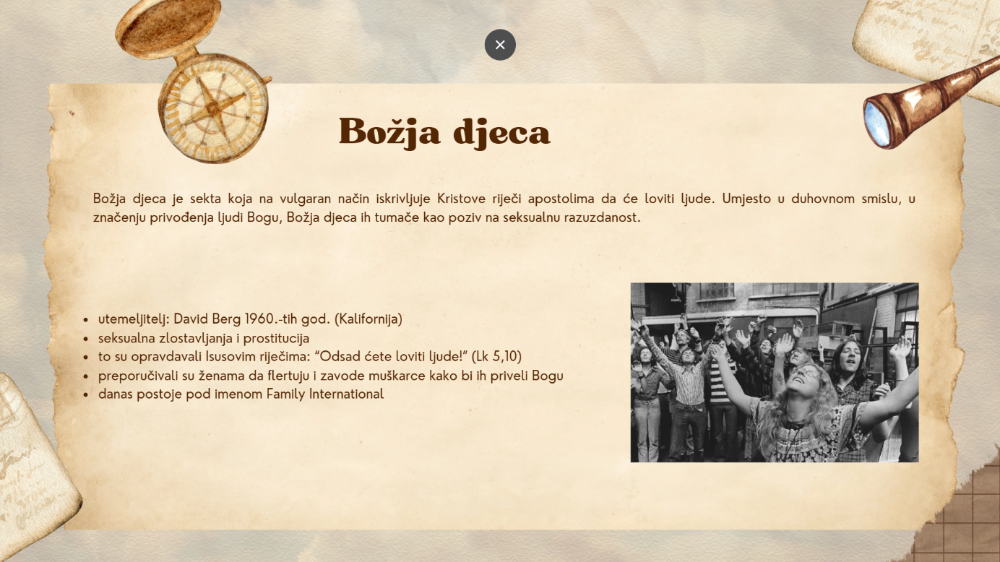 Božja djeca
Božja djeca je sekta koja na vulgaran način iskrivljuje Kristove riječi apostolima da će loviti ljude. Umjesto u duhovnom smislu, u
značenju privođenja ljudi Bogu, Božja djeca ih tumače kao poziv na seksualnu razuzdanost.
• utemeljitelj: David Berg 1960.-tih god. (Kalifornija)
• seksualna zlostavljanja i prostitucija
• to su opravdavali Isusovim riječima: “Odsad ćete loviti ljude!” (Lk 5,10)
• preporučivali su ženama da flertuju i zavode muškarce kako bi ih priveli Bogu
• danas postoje pod imenom Family International